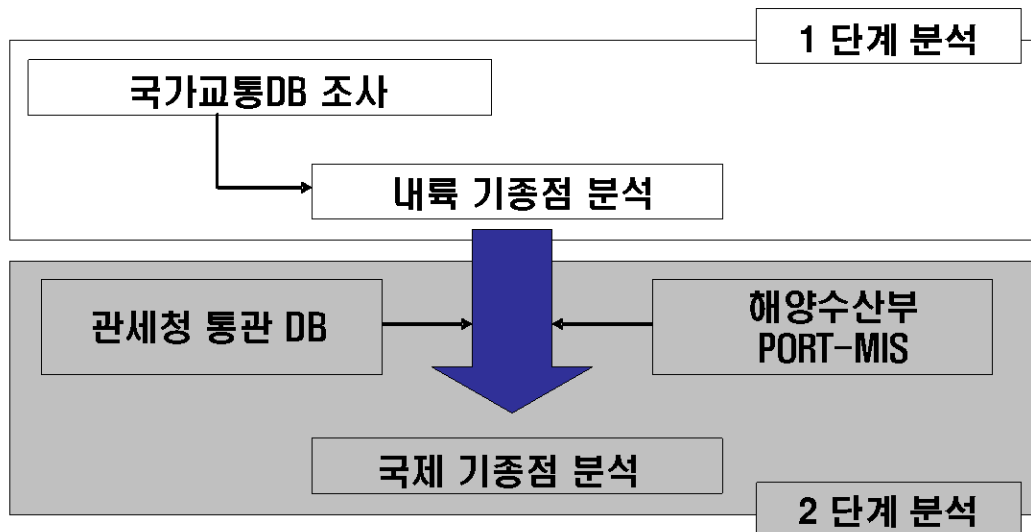 1 단계 분석
국가교통DB 조사
내륙 기종점 분석
관세청 통관 DB
해양수산부
PORT-MIS
국제 기종점 분석
2 단계 분석